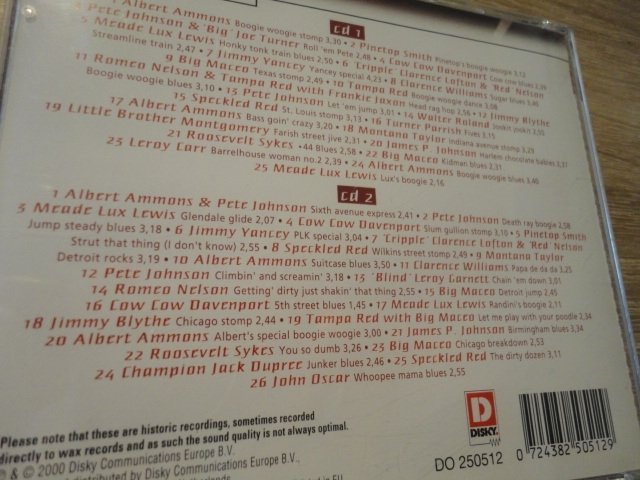 1 Albert Ammons Boogie woogie stomp 3,30 • 2 Pinetop Smith Pinetop's boogie woogie 3,12
cd 1
3 Pete Johnson & 'Big' Joe Turner Roll 'em Pete 2,48 • 4 Cow Cow Davenport Cow cow blues
5 Meade Lux Lewis Honky tonk train blues 2,50 • 6 'Cripple' Clarence Lofton & 'Red' Nelson
Streamline train 2,47 • 7 Jimmy Yancey Yancey special 4,23 • 8 Clarence Williams Sugar blues 3,40
9 Big Maceo Texas stomp 2,49 • 10 Tampa Red Boogie woogie dance 3,08
11 Romeo Nelson & Tampa Red with Frankie Jaxon Head rag hop 2,56 • 12 Jimmy Blythe
Boogie woogie blues 3,10 • 13 Pete Johnson Let 'em jump 3,01 • 14 Walter Roland Jookit jookit 2,55
15 Speckled Red St. Louis stomp 3,13 • 16 Turner Parrish Fives 3,15
17 Albert Ammons Bass goin' crazy 3,20 • 18 Montana Taylor Indiana avenue stomp 3,23
19 Little Brother Montgomery Farish street jive 2,31 • 20 James P. Johnson Harlem chocolate babies
21 Roosevelt Sykes •44 Blues 2,58 • 22 Big Maceo Kidman blues 2,31
23 Leroy Carr Barrelhouse woman no.2 2,39 • 24 Albert Ammons Boogie woogie blues 3,40
25 Meade Lux Lewis Lux's boogie 2,16
cd 2
1 Albert Ammons & Pete Johnson Sixth avenue express 2,41 • 2 Pete Johnson Death ray boogie 2,58
3 Meade Lux Lewis Glendale glide 2,07 • 4 Cow Cow Davenport Slum gullion stomp 3,10 • 5 Pinetop Smith
Jump steady blues 3,18 • 6 Jimmy Yancey PLK special 3,04 • 7 'Cripple' Clarence Lofton & 'Red' Nelson
Strut that thing (I don't know) 2,55 • 8 Speckled Red Wilkins street stomp 2,49 • 9 Montana Taylor
Detroit rocks 3,19 • 10 Albert Ammons Suitcase blues 3,50 • 11 Clarence Williams Papa de da da 3,25
12 Pete Johnson Climbin' and screamin' 3,18 • 13 'Blind' Leroy Garnett Chain 'em down 3,01
14 Romeo Nelson Getting' dirty just shakin' that thing 2,55 • 15 Big Maceo Detroit jump 2,45
16 Cow Cow Davenport 5th street blues 1,45 • 17 Meade Lux Lewis Randini's boogie 2,11
18 Jimmy Blythe Chicago stomp 2,44 • 19 Tampa Red with Big Maceo Let me play with your poodle 2,34
20 Albert Ammons Albert's special boogie woogie 3,00 • 21 James P. Johnson Birmingham blues 3,34
22 Roosevelt Sykes You so dumb 3,26 • 23 Big Maceo Chicago breakdown 2,53
24 Champion Jack Dupree Junker blues 2,46 • 25 Speckled Red The dirty dozen 3,11
26 John Oscar Whoopee mama blues 2,55
Please note that these are historic recordings, sometimes recorded
directly to wax records and as such the sound quality is not always optimal.
℗ & © 2000 Disky Communications Europe B.V.
distributed by Disky Communications Europe B.V.,
D
DISKY
DO 250512
0 724382 505129